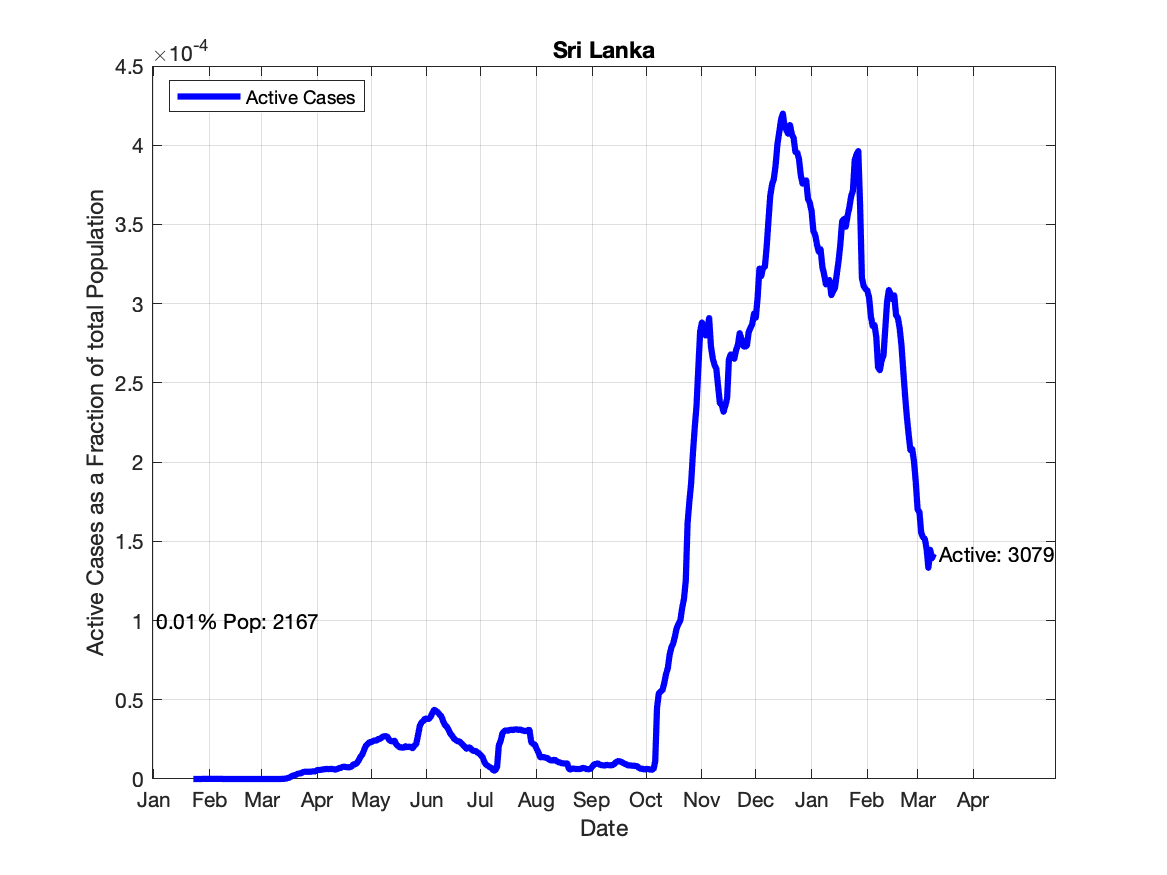 Sri Lanka
×10-4
4.5
4
3.5
3
2.5
2
1.5
1
0.5
0
Active Cases as a Fraction of total Population
Active Cases
Active: 3079
0.01% Pop: 2167
Jan Feb Mar Apr May Jun Jul Aug Sep Oct Nov Dec Jan Feb Mar Apr
Date